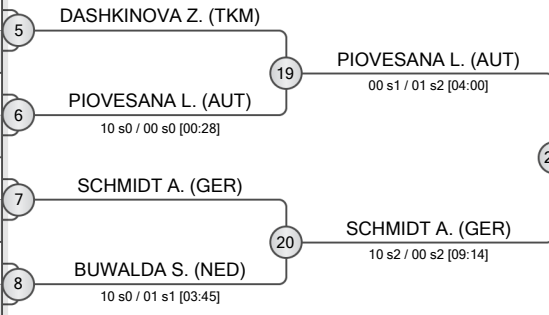 5
DASHKINOVA Z. (TKM)
19
PIOVESANA L. (AUT)
00 s1 / 01 s2 [04:00]
6
PIOVESANA L. (AUT)
10 s0 / 00 s0 [00:28]
7
SCHMIDT A. (GER)
20
SCHMIDT A. (GER)
10 s2 / 00 s2 [09:14]
8
BUWALDA S. (NED)
10 s0 / 01 s1 [03:45]